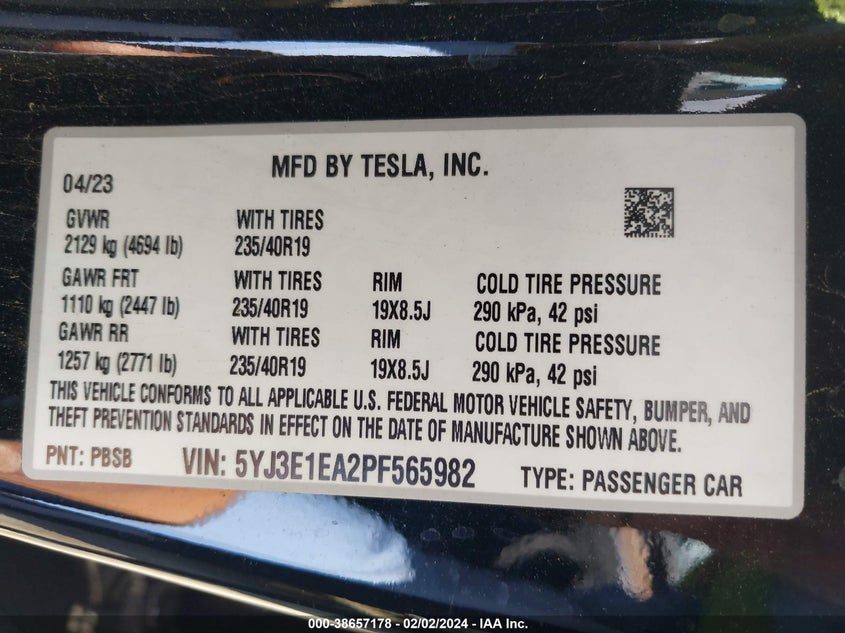 MFD BY TESLA, INC.
04/23
GVWR WITH TIRES
2129 kg (4694 lb) 235/40R19
GAWR FRT WITH TIRES RIM COLD TIRE PRESSURE
1110 kg (2447 lb) 235/40R19 19X8.5J 290 kPa, 42 psi
GAWR RR WITH TIRES RIM COLD TIRE PRESSURE
1257 kg (2771 lb) 235/40R19 19X8.5J 290 kPa, 42 psi
THIS VEHICLE CONFORMS TO ALL APPLICABLE U.S. FEDERAL MOTOR VEHICLE SAFETY, BUMPER, AND
THEFT PREVENTION STANDARDS IN EFFECT ON THE DATE OF MANUFACTURE SHOWN ABOVE.
PNT: PBSB VIN: 5YJ3E1EA2PF565982 TYPE: PASSENGER CAR
000-38657178 - 02/02/2024 - IAA Inc.